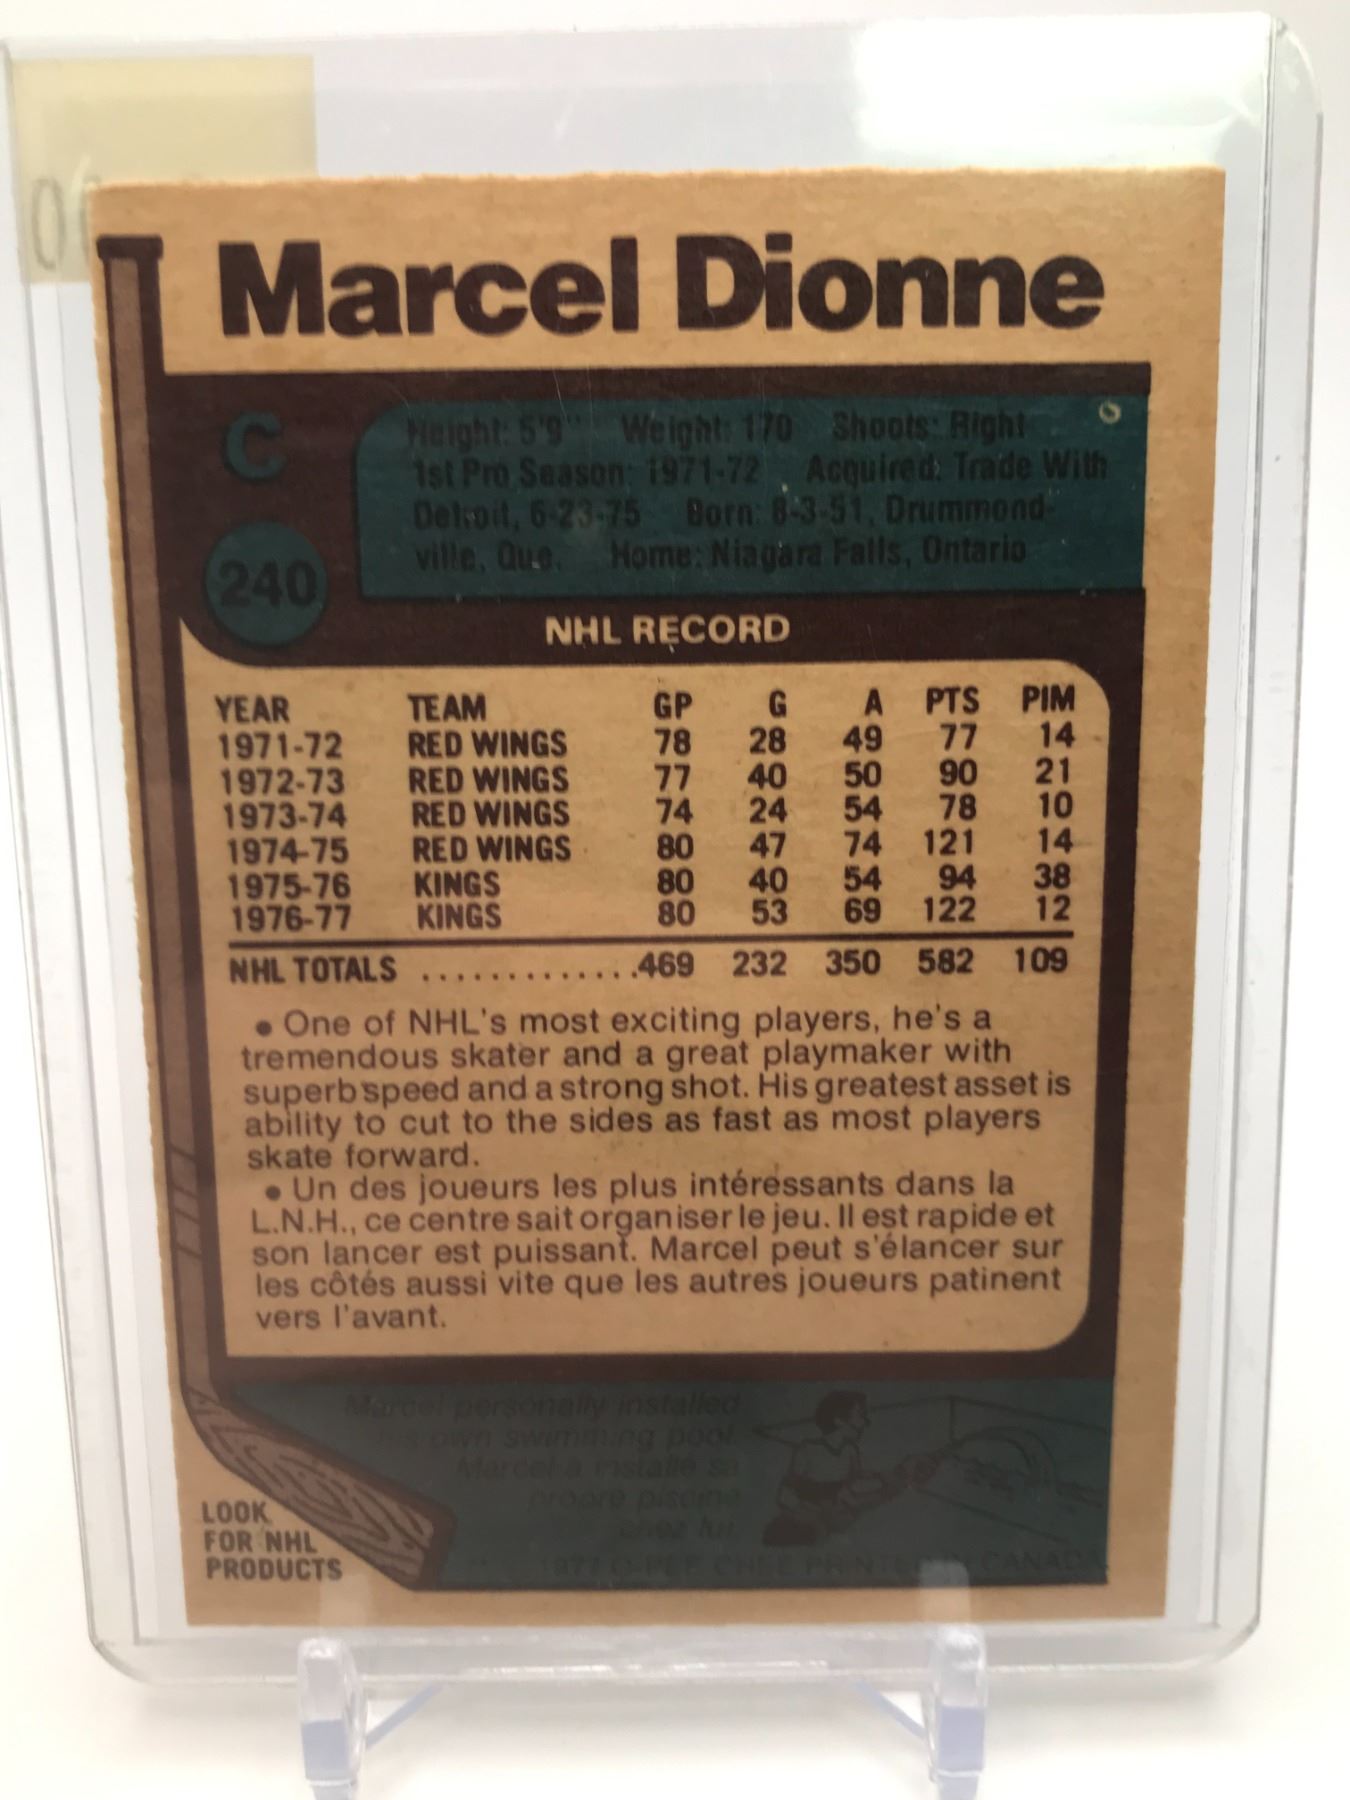 Marcel Dionne
C
240
Height: 5'9" Weight: 170 Shoots: Right
1st Pro Season: 1971-72 Acquired: Trade With
Detroit, 6-23-75 Born: 8-3-51, Drummond-
ville, Que. Home: Niagara Falls, Ontario
NHL RECORD
YEAR TEAM GP G A PTS PIM
1971-72 RED WINGS 78 28 49 77 14
1972-73 RED WINGS 77 40 50 90 21
1973-74 RED WINGS 74 24 54 78 10
1974-75 RED WINGS 80 47 74 121 14
1975-76 KINGS 80 40 54 94 38
1976-77 KINGS 80 53 69 122 12
NHL TOTALS ..............469 232 350 582 109
• One of NHL's most exciting players, he's a
tremendous skater and a great playmaker with
superb speed and a strong shot. His greatest asset is
ability to cut to the sides as fast as most players
skate forward.
• Un des joueurs les plus intéressants dans la
L.N.H., ce centre sait organiser le jeu. Il est rapide et
son lancer est puissant. Marcel peut s'élancer sur
les côtés aussi vite que les autres joueurs patinent
vers l'avant.
Marcel personally installed
his own swimming pool.
Marcel a installé sa
propre piscine
chez lui.
LOOK
FOR NHL
PRODUCTS
1977 O-PEE-CHEE PRINTED IN CANADA